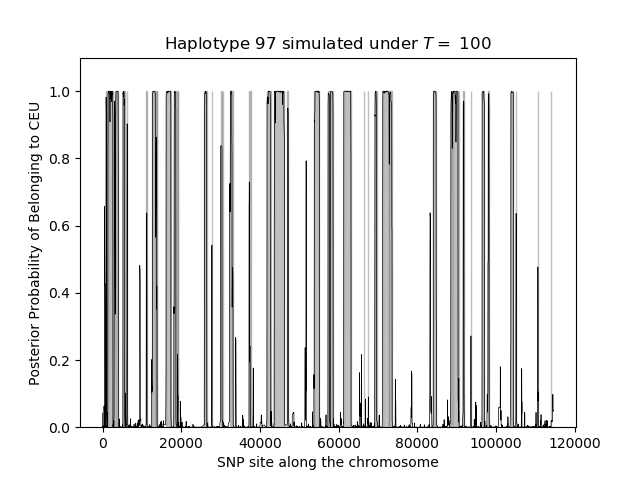 Haplotype 97 simulated under T = 100
Posterior Probability of Belonging to CEU
1.0
0.8
0.6
0.4
0.2
0.0
0 20000 40000 60000 80000 100000 120000
SNP site along the chromosome